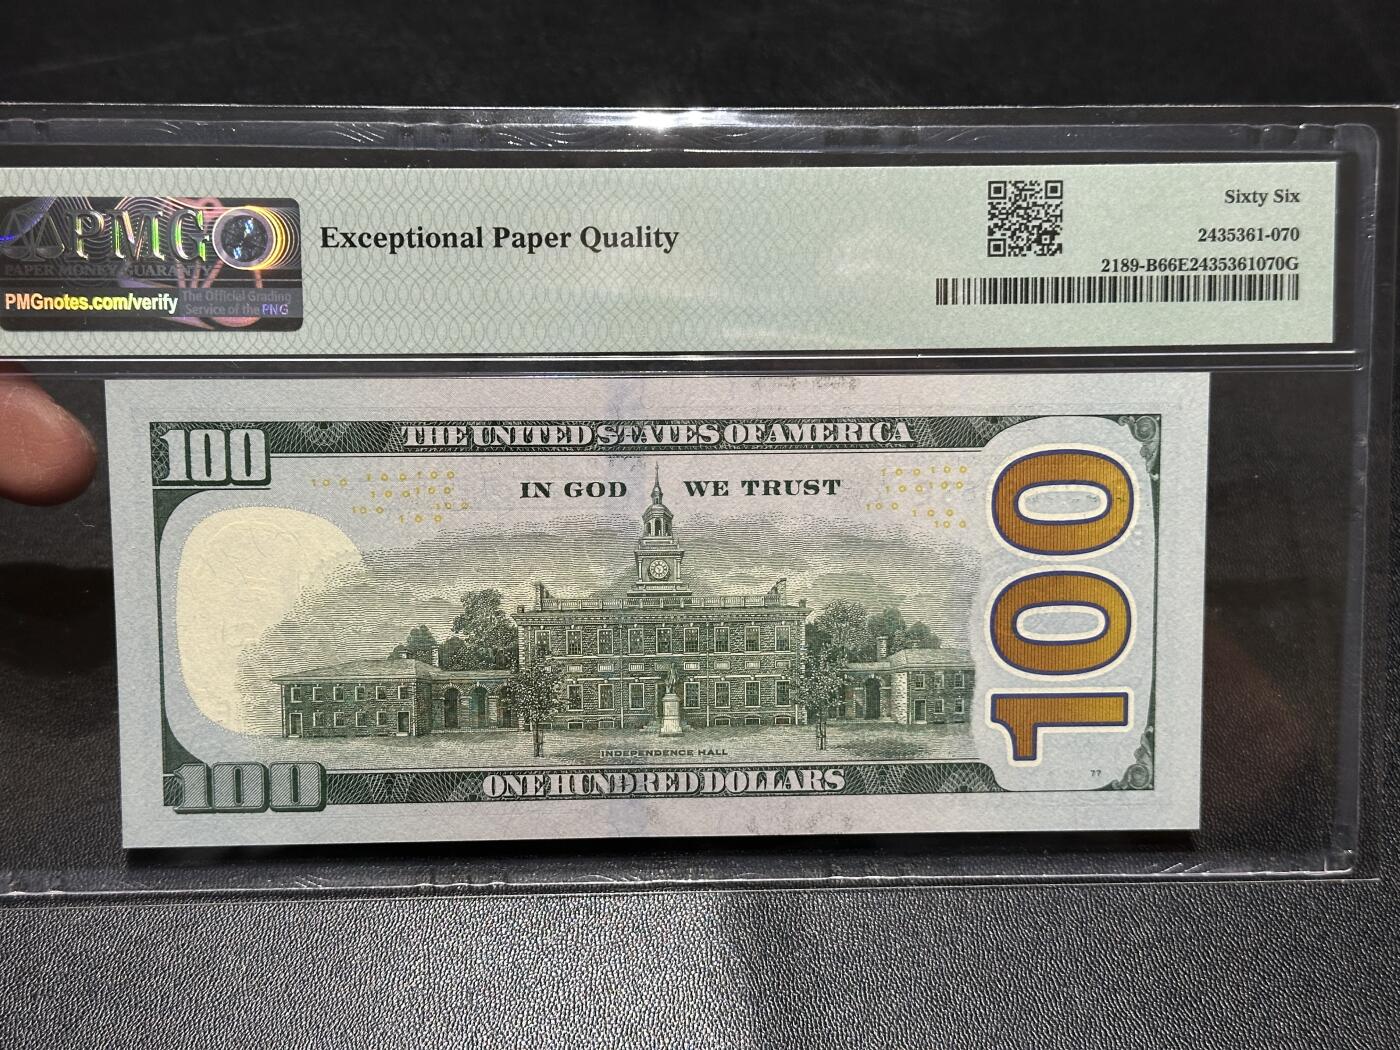 PMG
PAPER MONEY GUARANTY
PMGnotes.com/verify
The Official Grading
Service of the PNG
Exceptional Paper Quality
Sixty Six
2435361-070
2189-B66E2435361070G
100
THE UNITED STATES OF AMERICA
IN GOD WE TRUST
100
INDEPENDENCE HALL
100
ONE HUNDRED DOLLARS
77